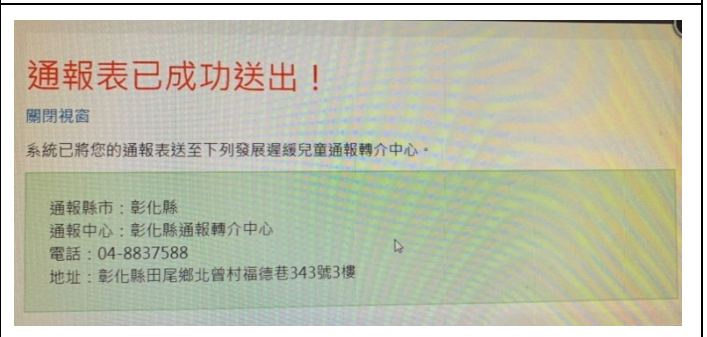 通報表已成功送出！
關閉視窗
系統已將您的通報表送至下列發展遲緩兒童通報轉介中心。
通報縣市：彰化縣
通報中心：彰化縣通報轉介中心
電話：04-8837588
地址：彰化縣田尾鄉北曾村福德巷343號3樓